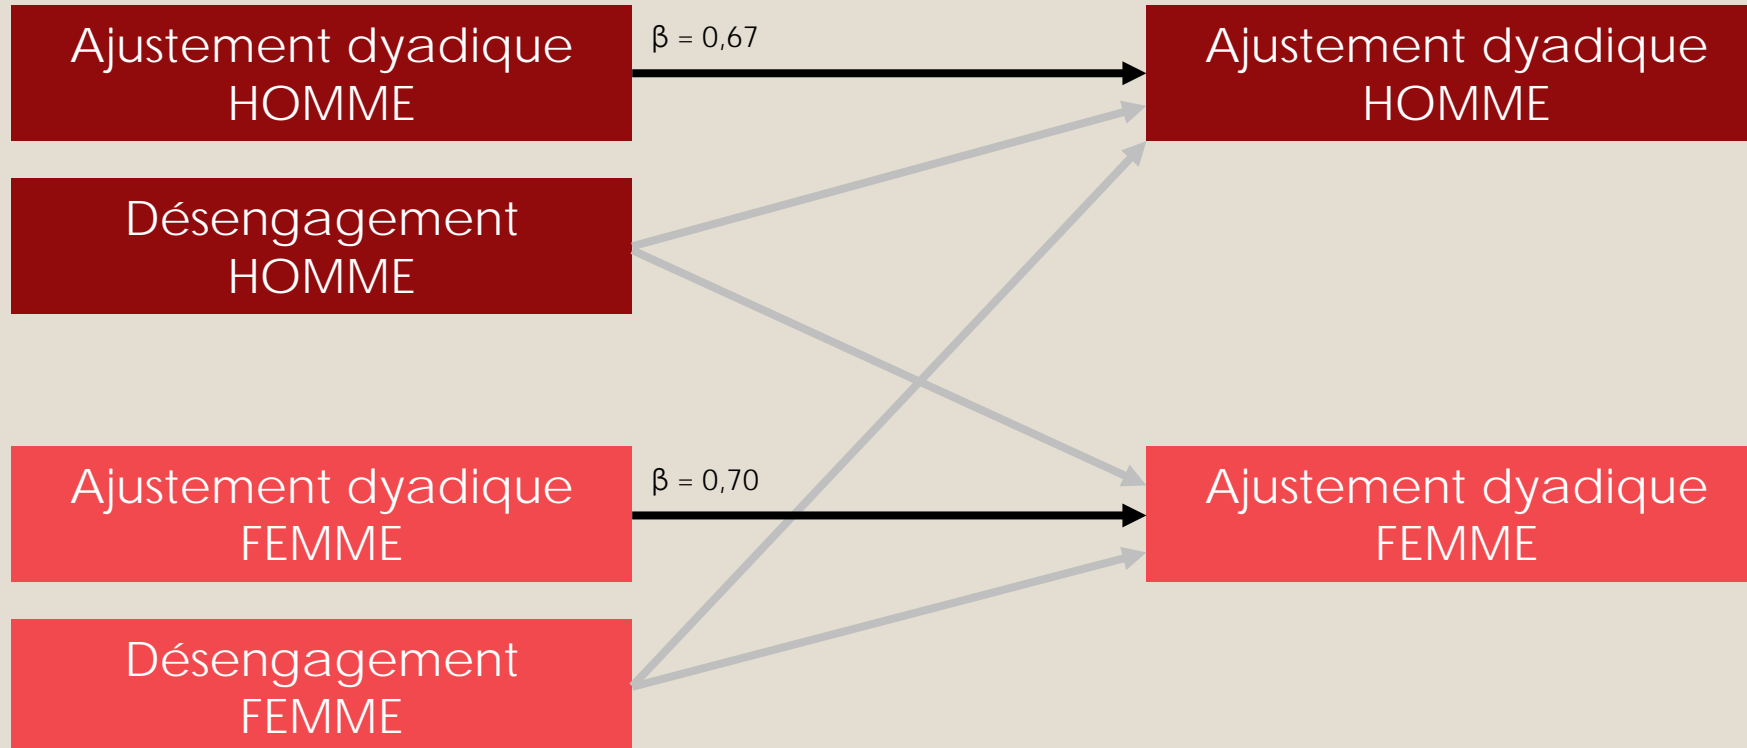 Ajustement dyadique
HOMME
β = 0,67
Ajustement dyadique
HOMME
Désengagement
HOMME
Ajustement dyadique
FEMME
β = 0,70
Ajustement dyadique
FEMME
Désengagement
FEMME